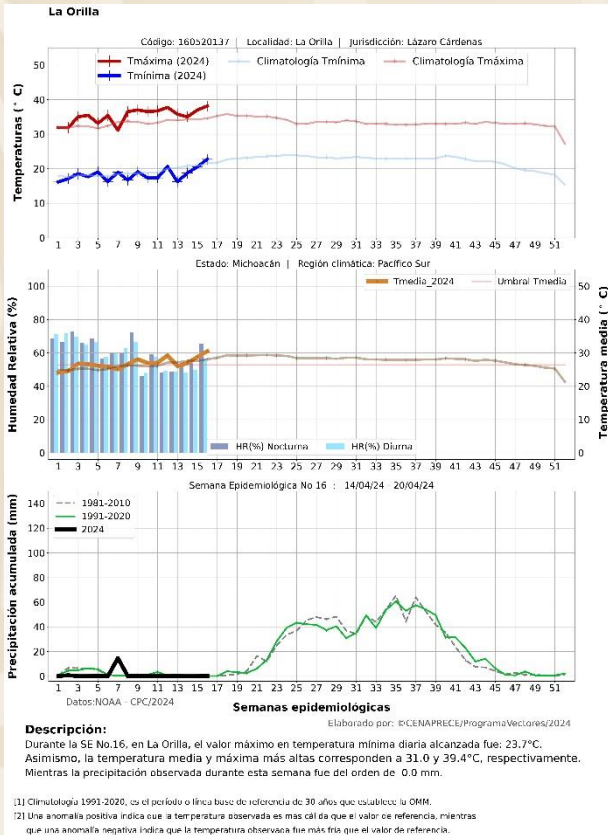 La Orilla
Código: 160520137 | Localidad: La Orilla | Jurisdicción: Lázaro Cárdenas
Tmáxima (2024)
Climatología Tmínima
Climatología Tmáxima
Tmínima (2024)
Temperaturas (° C)
50
40
30
20
10
0
1 3 5 7 9 11 13 15 17 19 21 23 25 27 29 31 33 35 37 39 41 43 45 47 49 51
Estado: Michoacán | Región climática: Pacífico Sur
Tmedia_2024
Umbral Tmedia
Humedad Relativa (%)
100
80
60
40
20
0
Temperatura media (° C)
50
40
30
20
10
0
HR(%) Nocturna
HR(%) Diurna
1 3 5 7 9 11 13 15 17 19 21 23 25 27 29 31 33 35 37 39 41 43 45 47 49 51
Semana Epidemiológica No 16 : 14/04/24 - 20/04/24
1981-2010
1991-2020
2024
Precipitación acumulada (mm)
140
120
100
80
60
40
20
0
1 3 5 7 9 11 13 15 17 19 21 23 25 27 29 31 33 35 37 39 41 43 45 47 49 51
Datos:NOAA - CPC/2024
Semanas epidemiológicas
Elaborado por: ©CENAPRECE/ProgramaVectores/2024
Descripción:
Durante la SE No.16, en La Orilla, el valor máximo en temperatura mínima diaria alcanzada fue: 23.7°C.
Asimismo, la temperatura media y máxima más altas corresponden a 31.0 y 39.4°C, respectivamente.
Mientras la precipitación observada durante esta semana fue del orden de 0.0 mm.
[1] Climatología 1991-2020, es el período o línea base de referencia de 30 años que establece la OMM.
[2] Una anomalía positiva indica que la temperatura observada es mas cálida que el valor de referencia, mientras
que una anomalía negativa indica que la temperatura observada fue más fría que el valor de referencia.